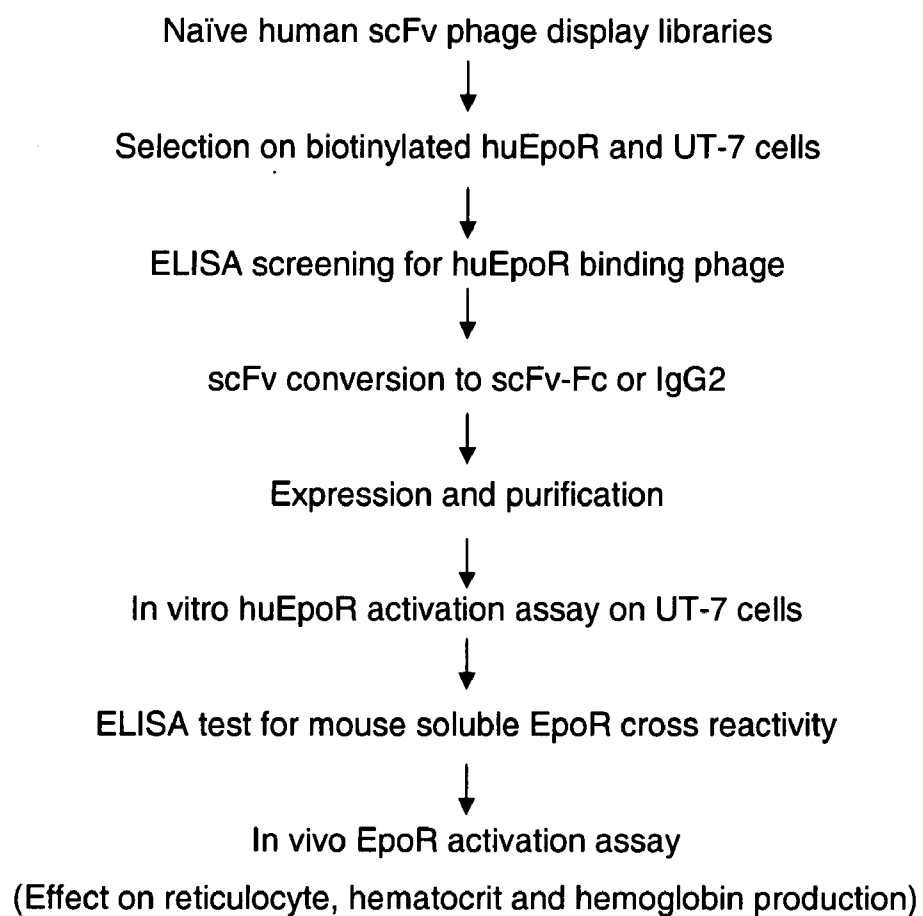 Naïve human scFv phage display libraries
Selection on biotinylated huEpoR and UT-7 cells
ELISA screening for huEpoR binding phage
scFv conversion to scFv-Fc or IgG2
Expression and purification
In vitro huEpoR activation assay on UT-7 cells
ELISA test for mouse soluble EpoR cross reactivity
In vivo EpoR activation assay
(Effect on reticulocyte, hematocrit and hemoglobin production)